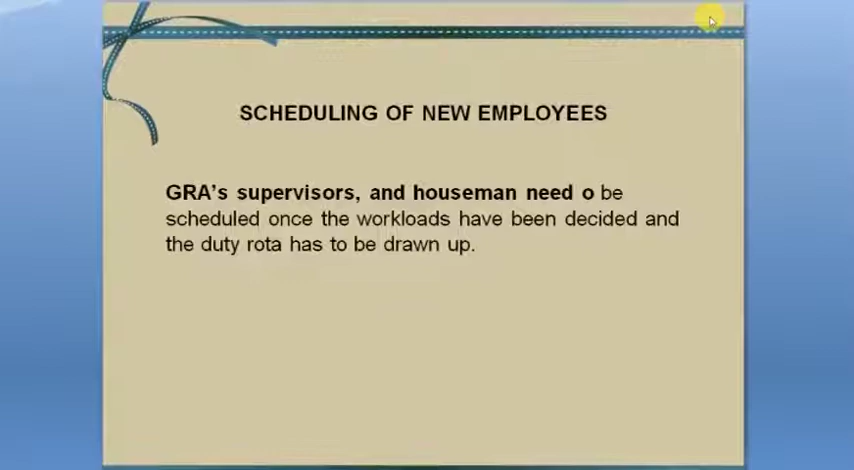 SCHEDULING OF NEW EMPLOYEES
GRA's supervisors, and houseman need o be
scheduled once the workloads have been decided and
the duty rota has to be drawn up.